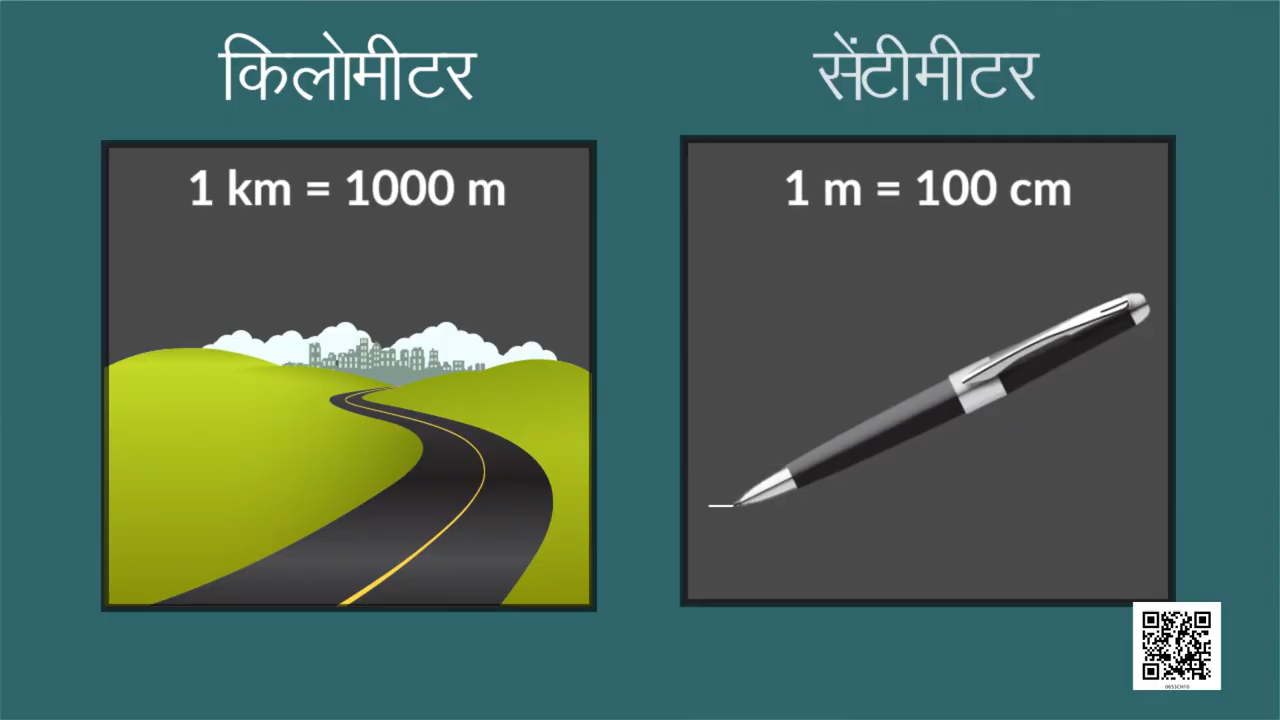 किलोमीटर
सेंटीमीटर
1 km = 1000 m
1 m = 100 cm